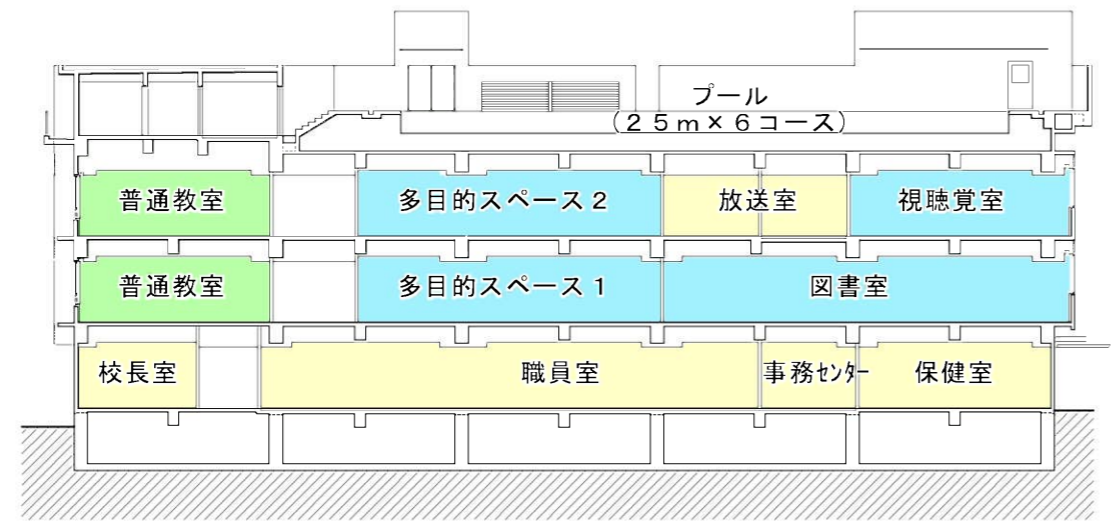 プール
（２５ｍ×６コース）
普通教室
多目的スペース２
放送室
視聴覚室
普通教室
多目的スペース１
図書室
校長室
職員室
事務ｾﾝﾀｰ
保健室